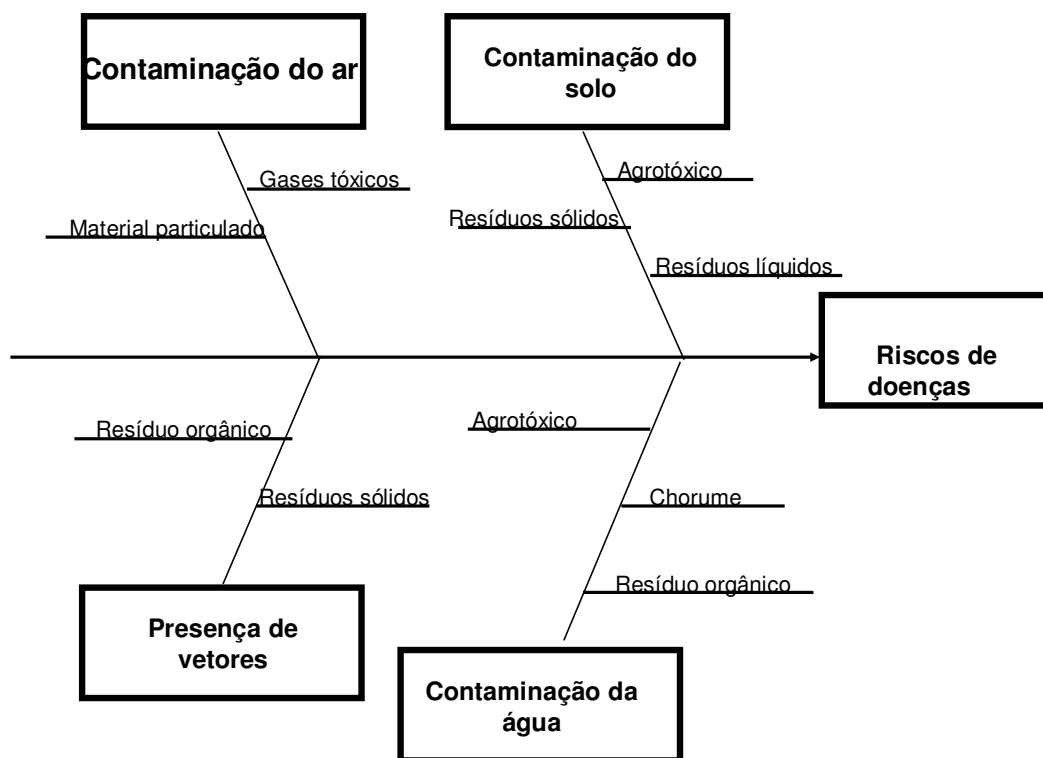 Contaminação do ar
Contaminação do
solo
Gases tóxicos
Material particulado
Agrotóxico
Resíduos sólidos
Resíduos líquidos
Riscos de
doenças
Resíduo orgânico
Resíduos sólidos
Agrotóxico
Chorume
Resíduo orgânico
Presença de
vetores
Contaminação da
água